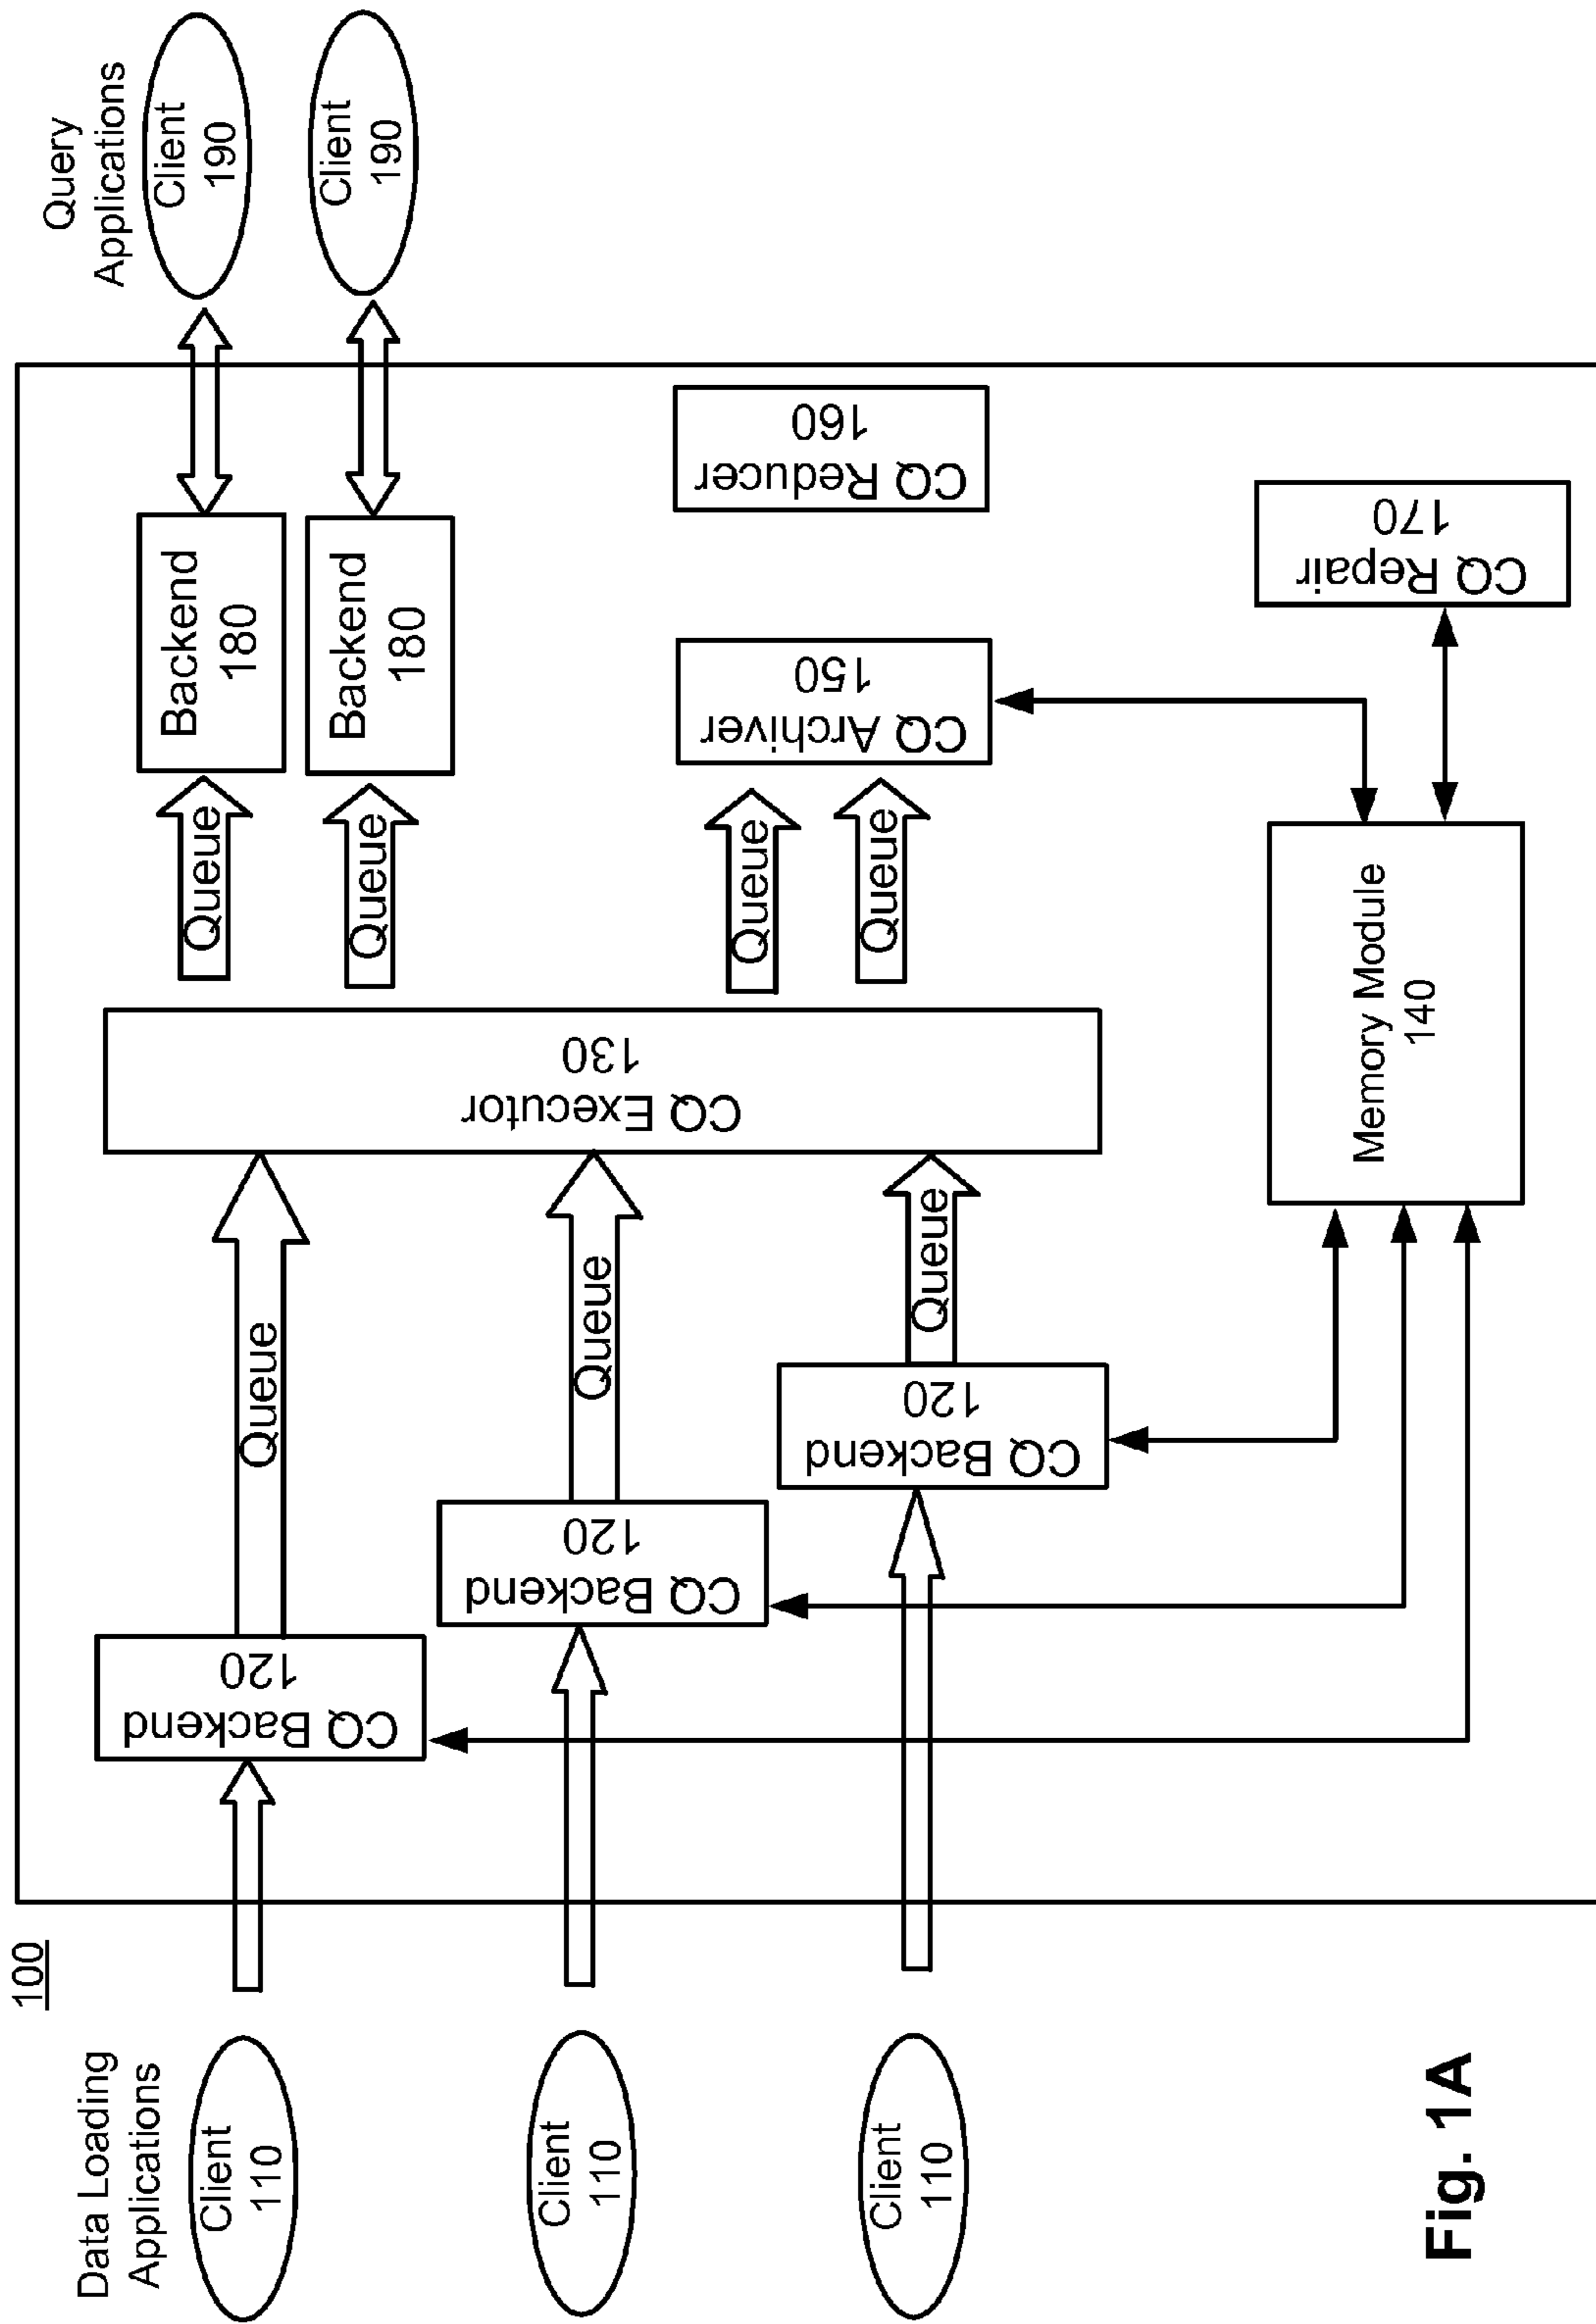 100
Data Loading
Applications
Client
110
Client
110
Client
110
CQ Backend
120
CQ Backend
120
CQ Backend
120
Queue
Queue
Queue
CQ Executor
130
Queue
Queue
Queue
Queue
Backend
180
Backend
180
CQ Archiver
150
CQ Reducer
160
Memory Module
140
CQ Repair
170
Query
Applications
Client
190
Client
190
Fig. 1A